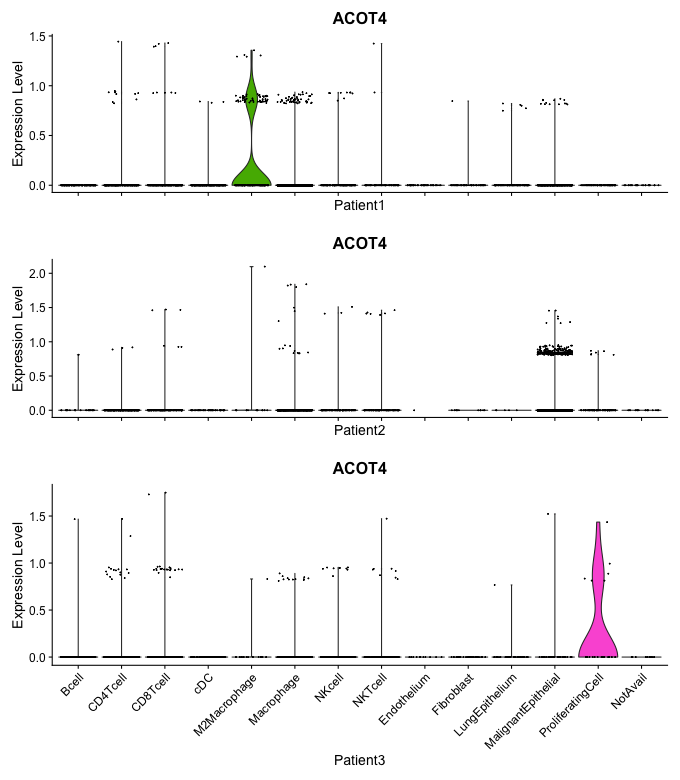 ACOT4
Expression Level
1.5
1.0
0.5
0.0
Patient1
ACOT4
Expression Level
2.0
1.5
1.0
0.5
0.0
Patient2
ACOT4
Expression Level
1.5
1.0
0.5
0.0
Bcell
CD4Tcell
CD8Tcell
cDC
M2Macrophage
Macrophage
NKcell
NKTcell
Endothelium
Fibroblast
LungEpithelium
MalignantEpithelial
ProliferatingCell
NotAvail
Patient3